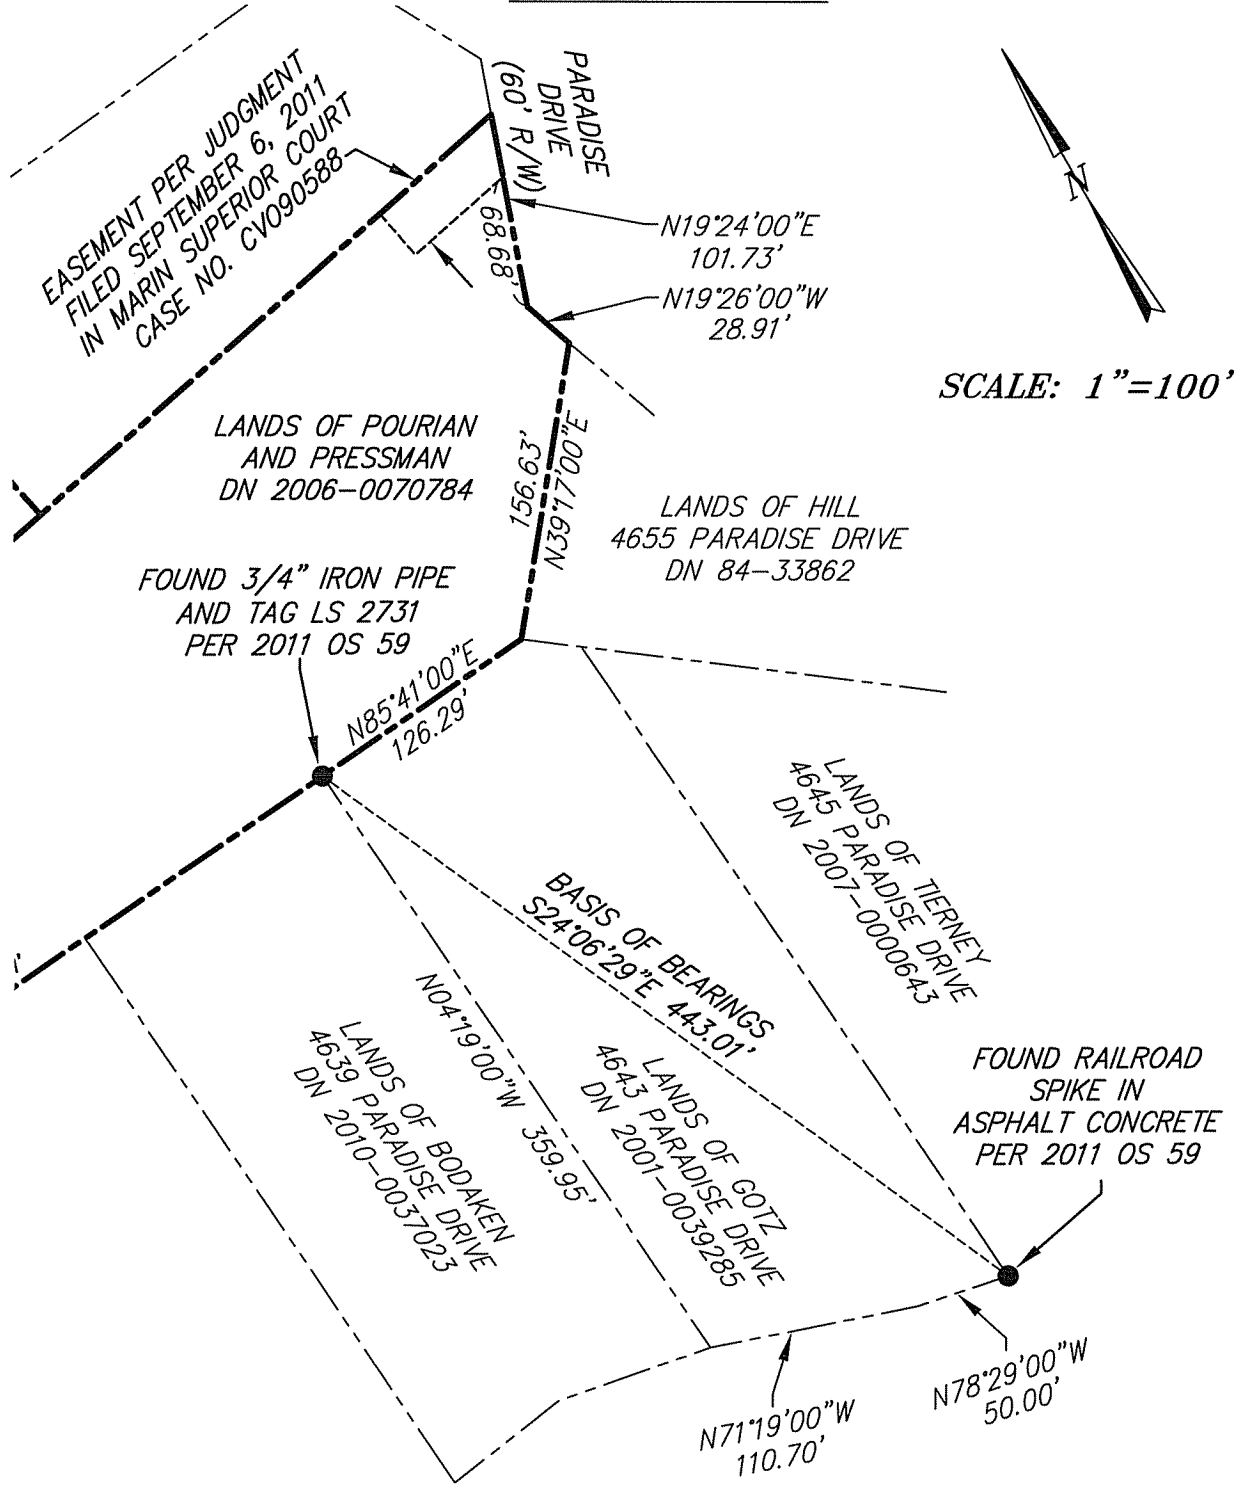 PARADISE
DRIVE
(60' R/W)
EASEMENT PER JUDGMENT
FILED SEPTEMBER 6, 2011
IN MARIN SUPERIOR COURT
CASE NO. CV090588
68.68'
N19°24'00"E
101.73'
N19°26'00"W
28.91'
N
SCALE: 1"=100'
LANDS OF POURIAN
AND PRESSMAN
DN 2006-0070784
156.63'
N39°17'00"E
LANDS OF HILL
4655 PARADISE DRIVE
DN 84-33862
FOUND 3/4" IRON PIPE
AND TAG LS 2731
PER 2011 OS 59
N85°41'00"E
126.29'
LANDS OF TIERNEY
4645 PARADISE DRIVE
DN 2007-0000643
BASIS OF BEARINGS
S24°06'29"E 443.01'
N04°19'00"W 359.95'
LANDS OF BODAKEN
4639 PARADISE DRIVE
DN 2010-0037023
LANDS OF GOTZ
4643 PARADISE DRIVE
DN 2001-0039285
FOUND RAILROAD
SPIKE IN
ASPHALT CONCRETE
PER 2011 OS 59
N78°29'00"W
50.00'
N71°19'00"W
110.70'